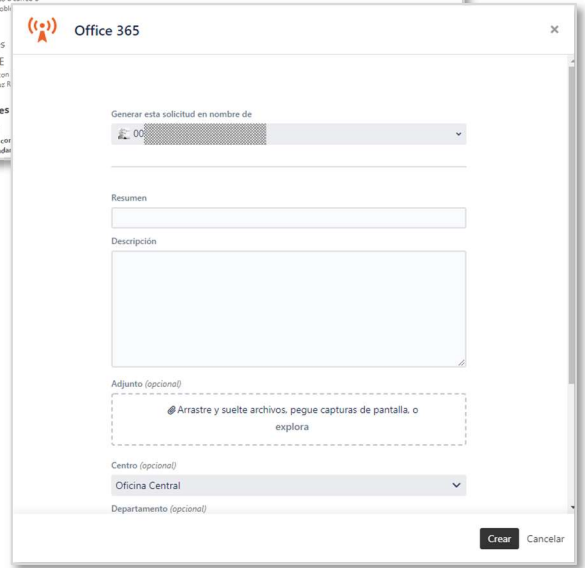 Office 365
×
Generar esta solicitud en nombre de
00
Resumen
Descripción
Adjunto (opcional)
Arrastre y suelte archivos, pegue capturas de pantalla, o
explora
Centro (opcional)
Oficina Central
Departamento (opcional)
Crear Cancelar